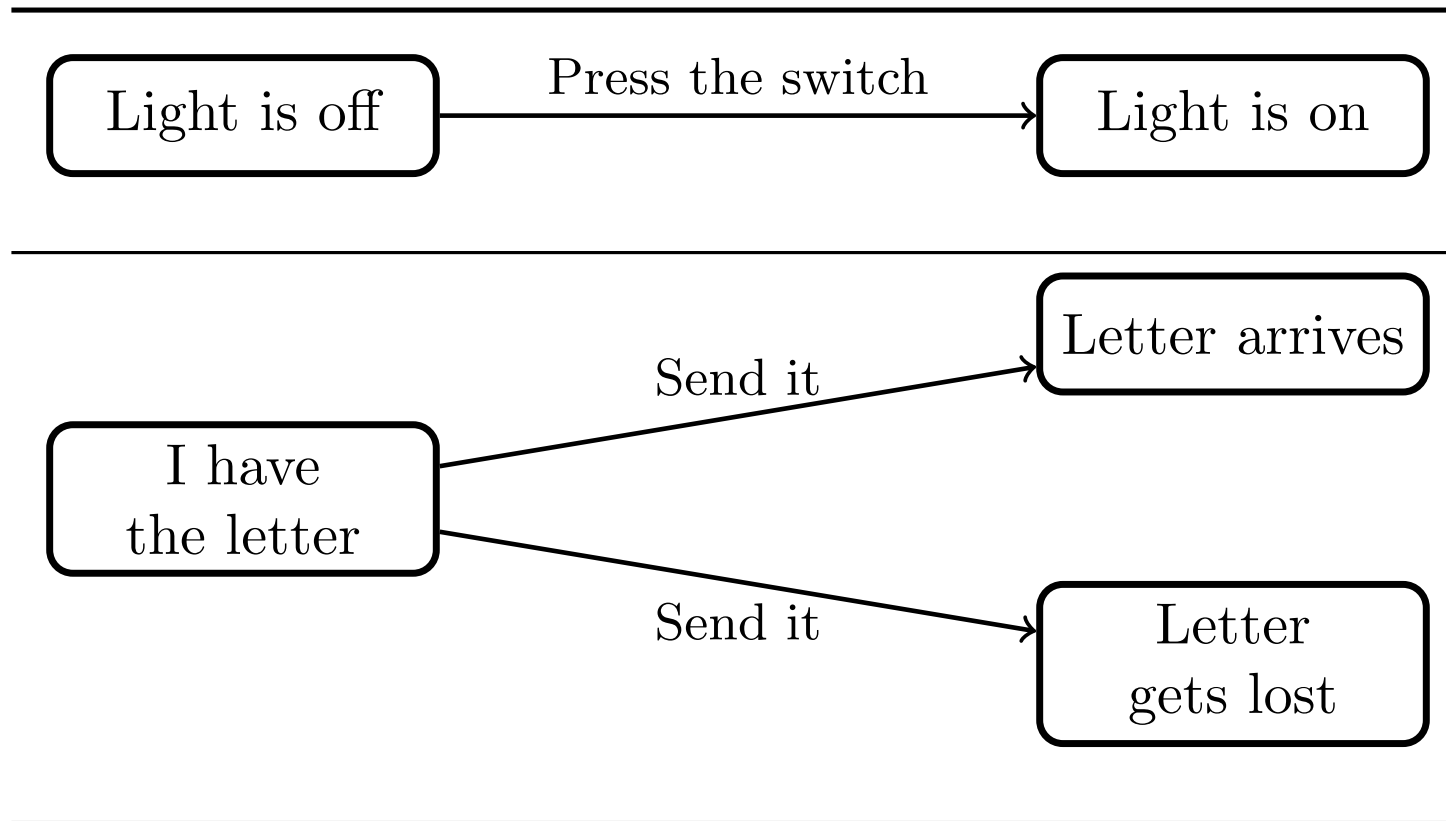 Light is off
Press the switch
Light is on
Letter arrives
Send it
I have
the letter
Send it
Letter
gets lost